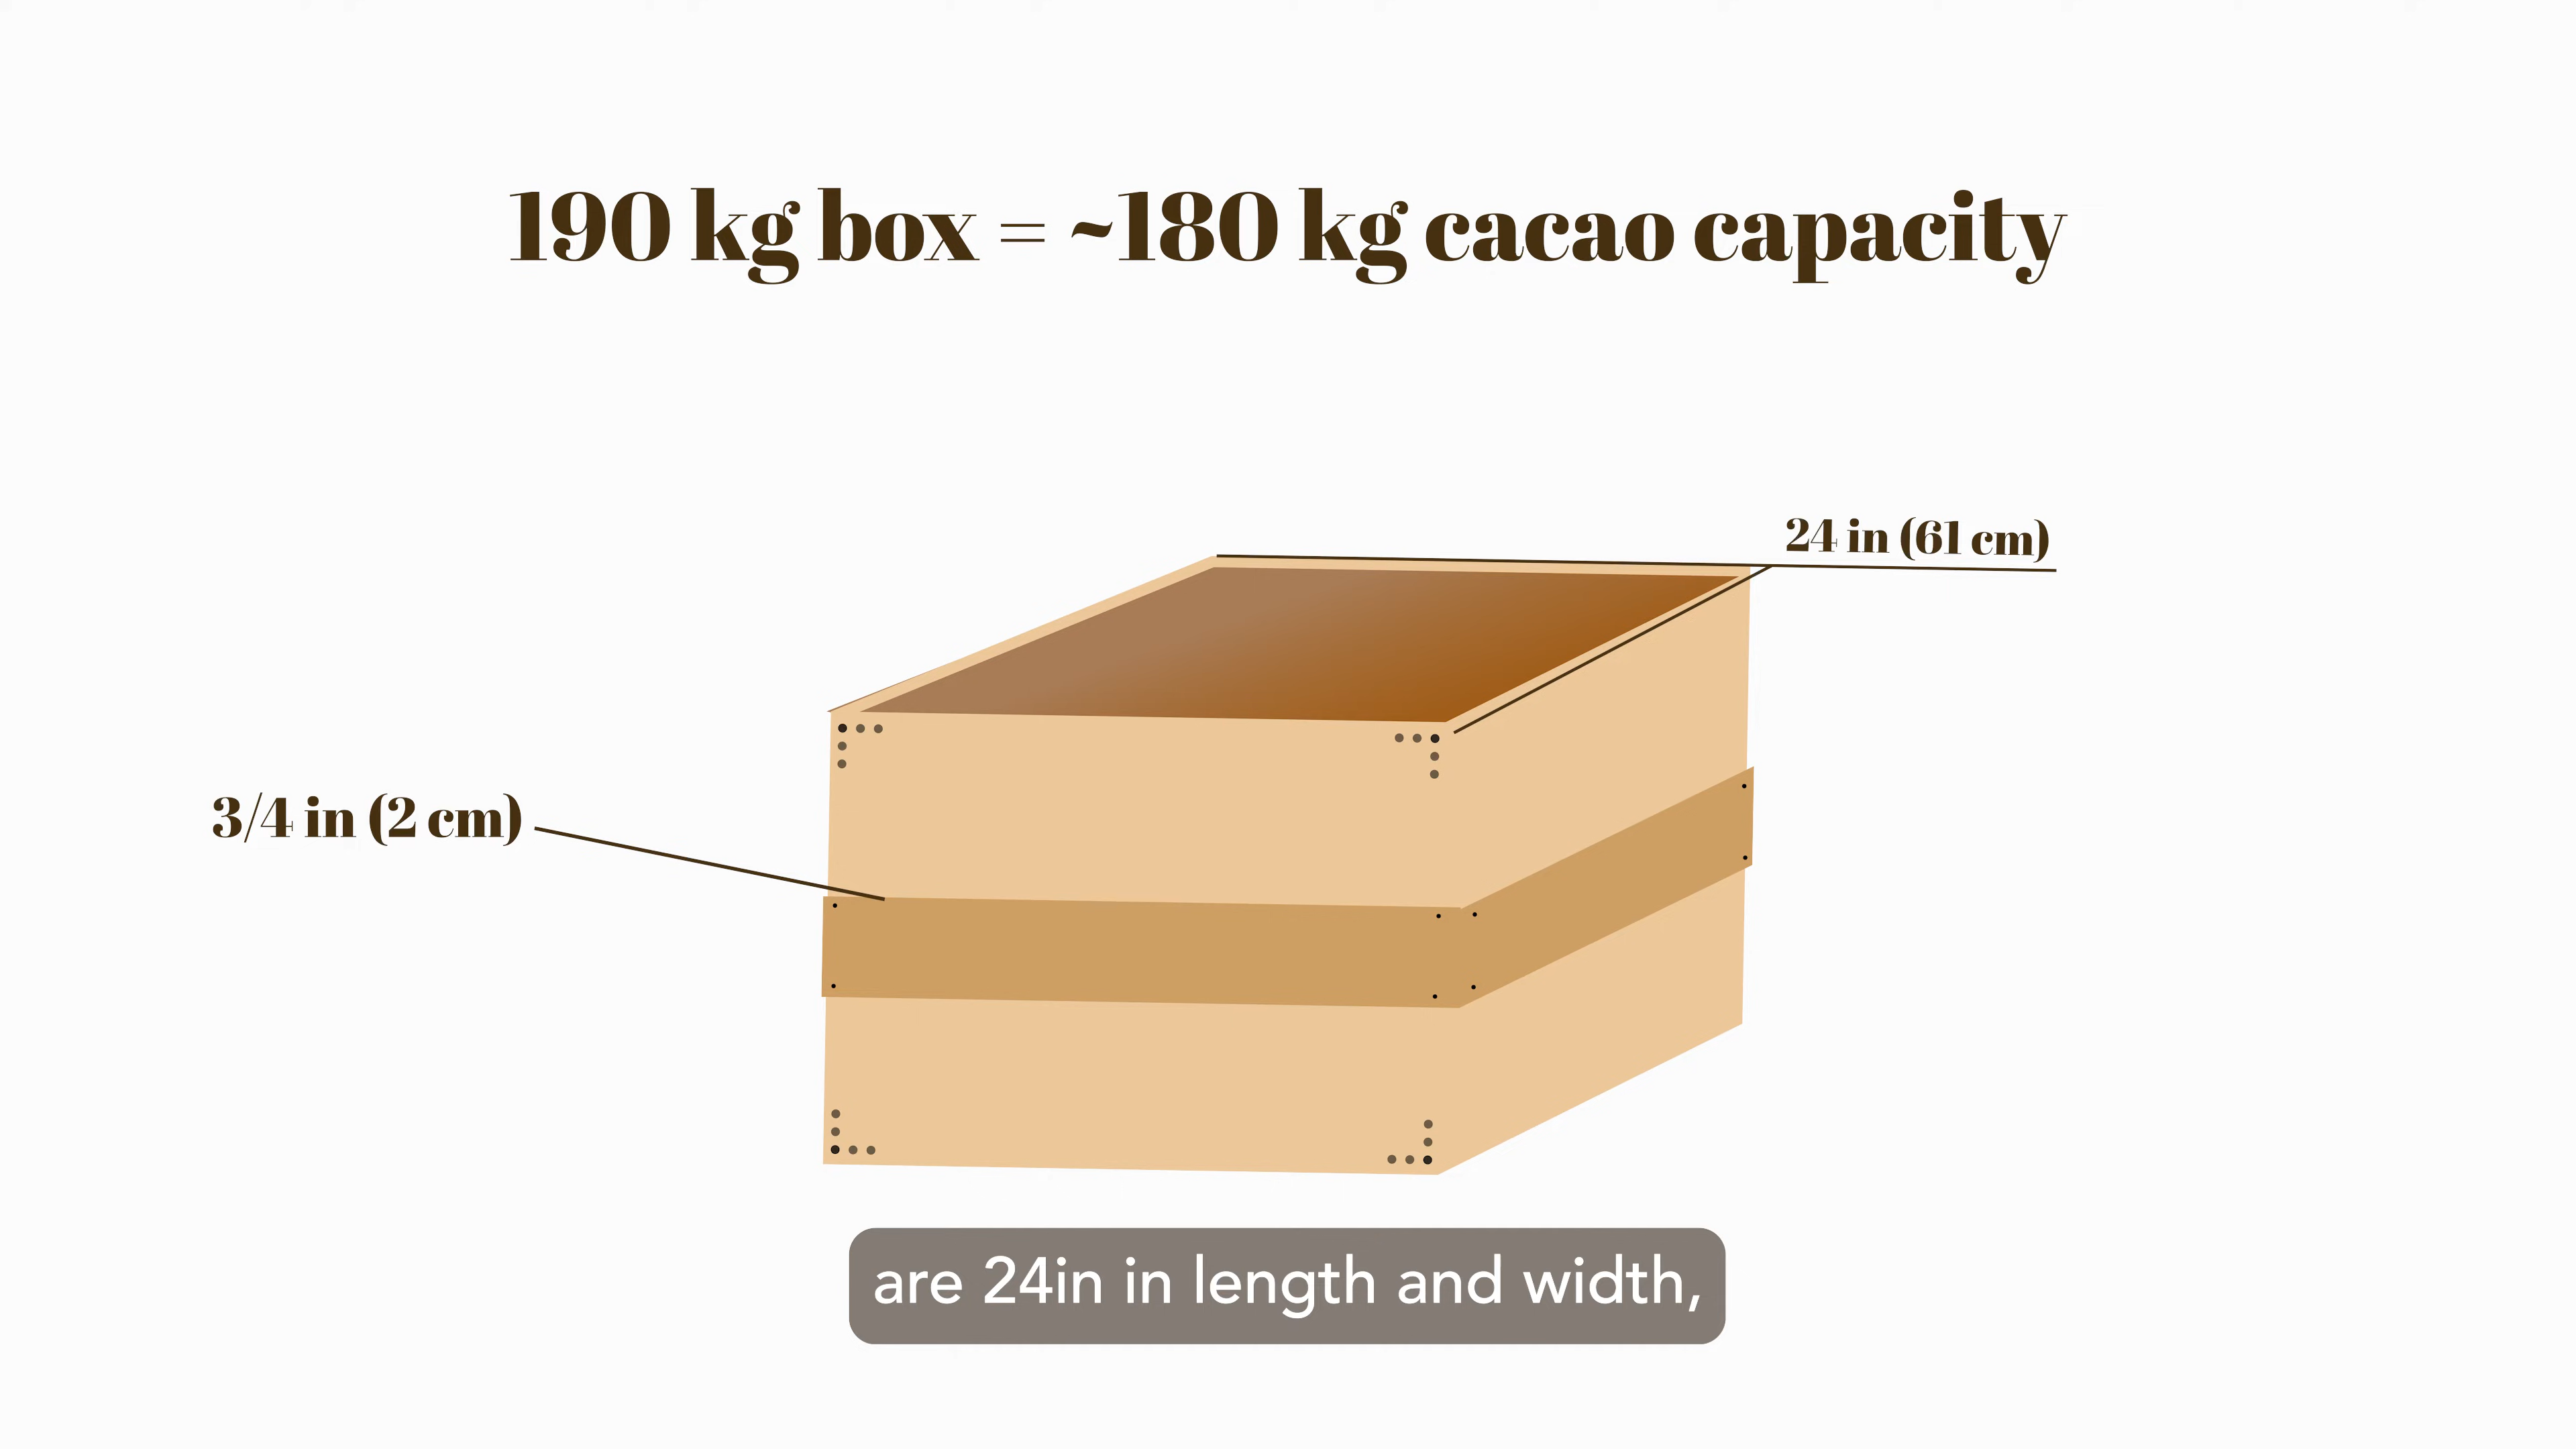 190 kg box = ~180 kg cacao capacity
24 in (61 cm)
3/4 in (2 cm)
are 24in in length and width,